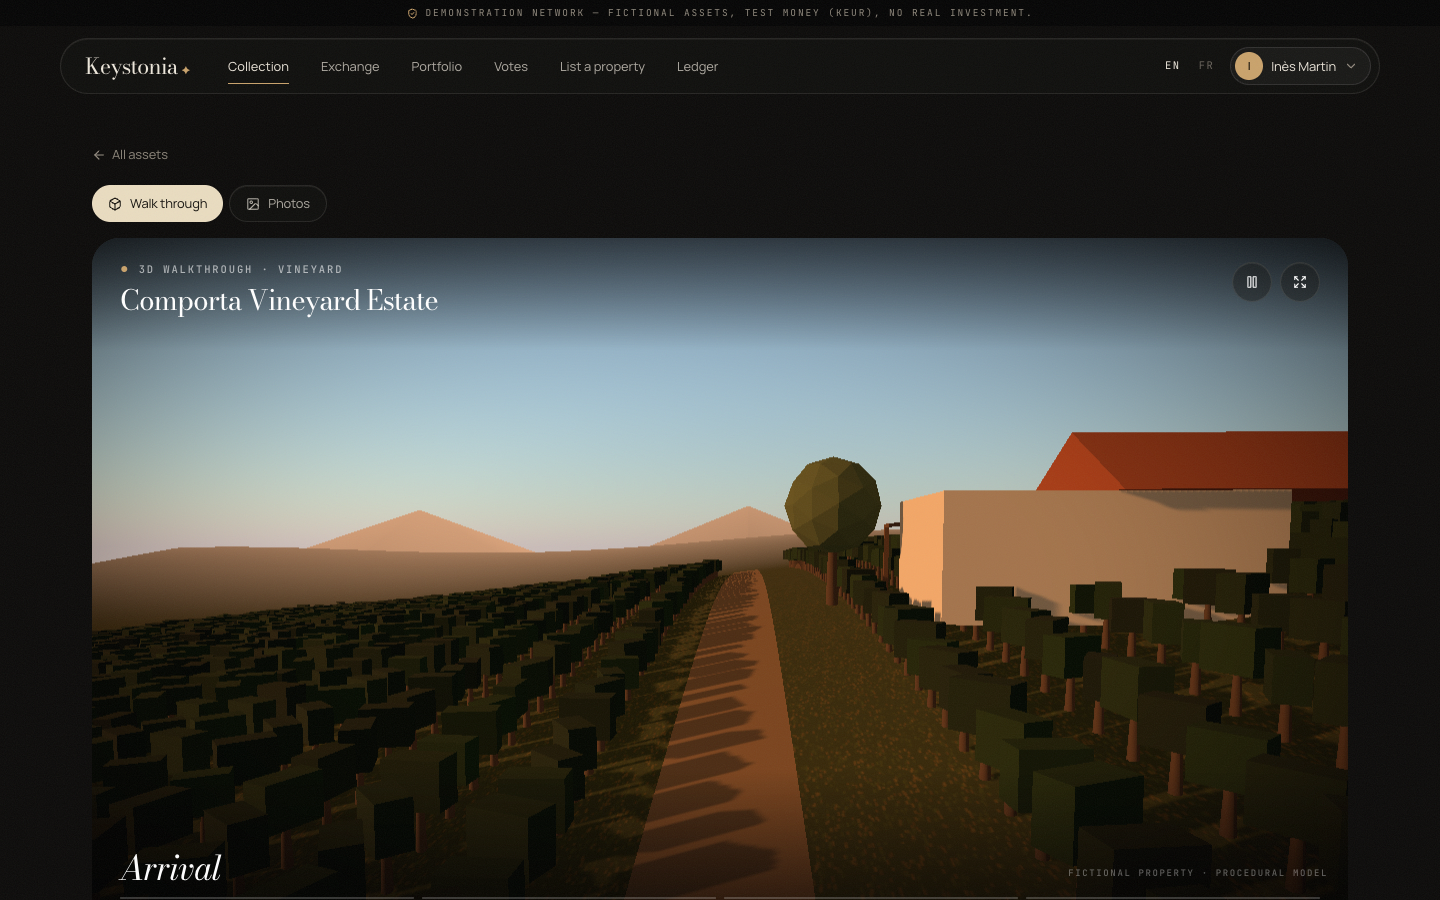 DEMONSTRATION NETWORK — FICTIONAL ASSETS, TEST MONEY (KEUR), NO REAL INVESTMENT.
Keystonia
Collection
Exchange
Portfolio
Votes
List a property
Ledger
EN
FR
I
Inès Martin
All assets
Walk through
Photos
3D WALKTHROUGH · VINEYARD
Comporta Vineyard Estate
Arrival
FICTIONAL PROPERTY · PROCEDURAL MODEL